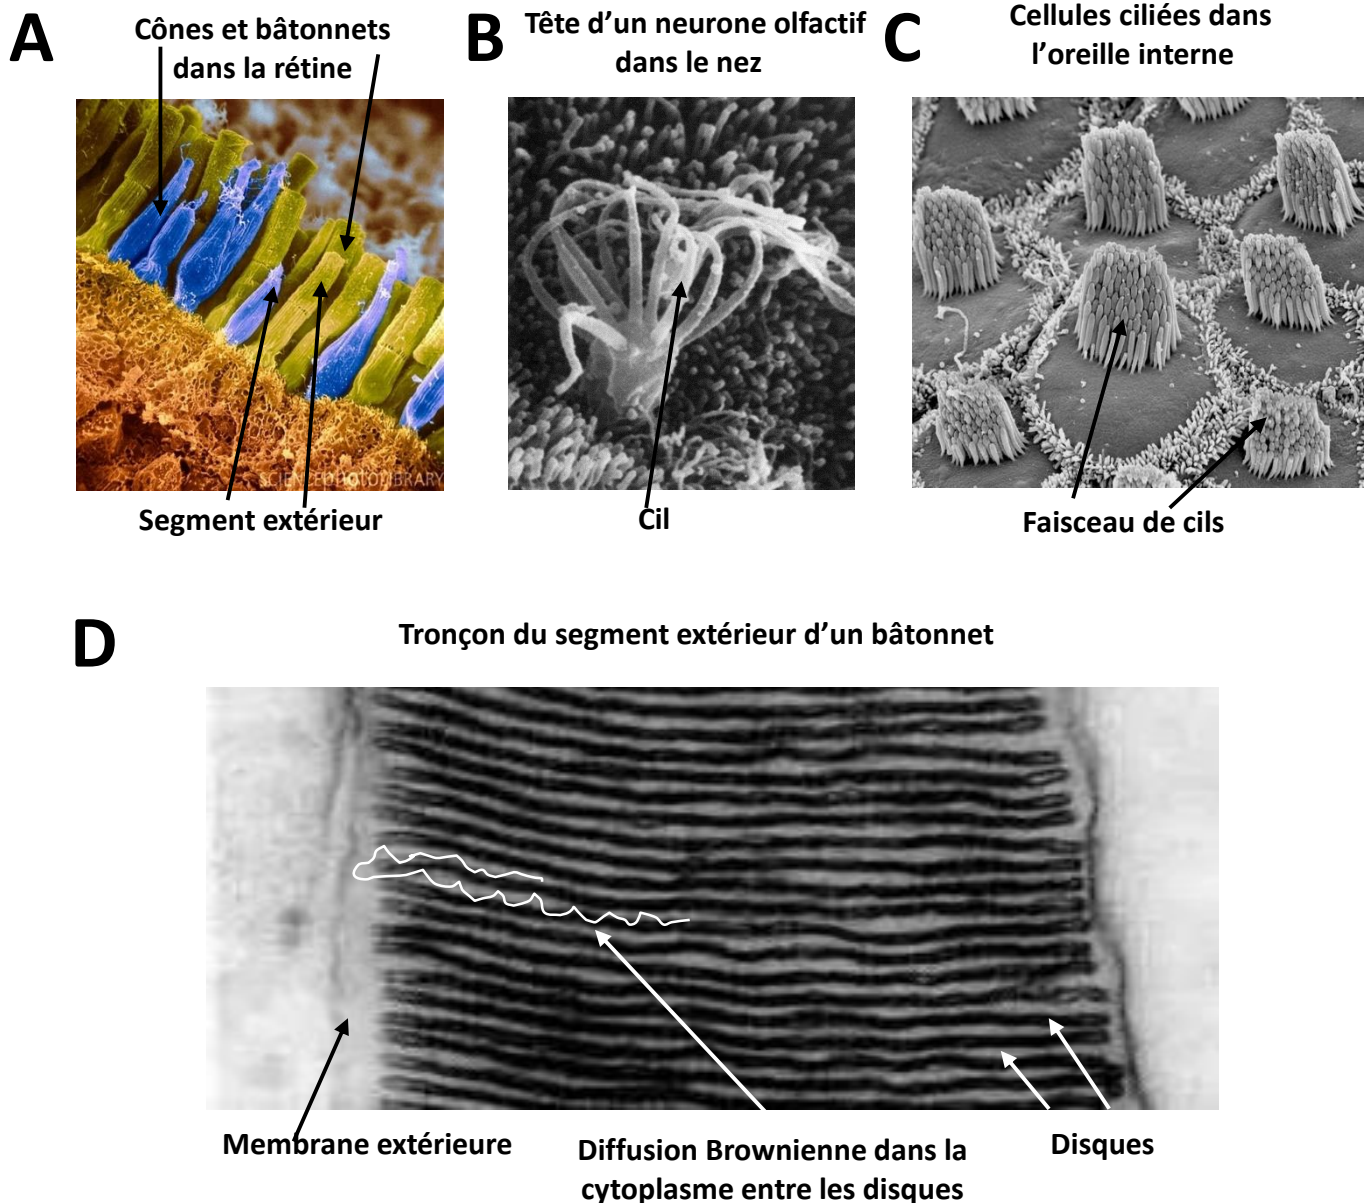 A
Cônes et bâtonnets
dans la rétine
B
Tête d’un neurone olfactif
dans le nez
C
Cellules ciliées dans
l’oreille interne
SCIENCEPHOTOLIBRARY
Segment extérieur
Cil
Faisceau de cils
D
Tronçon du segment extérieur d’un bâtonnet
Membrane extérieure
Diffusion Brownienne dans la
cytoplasme entre les disques
Disques